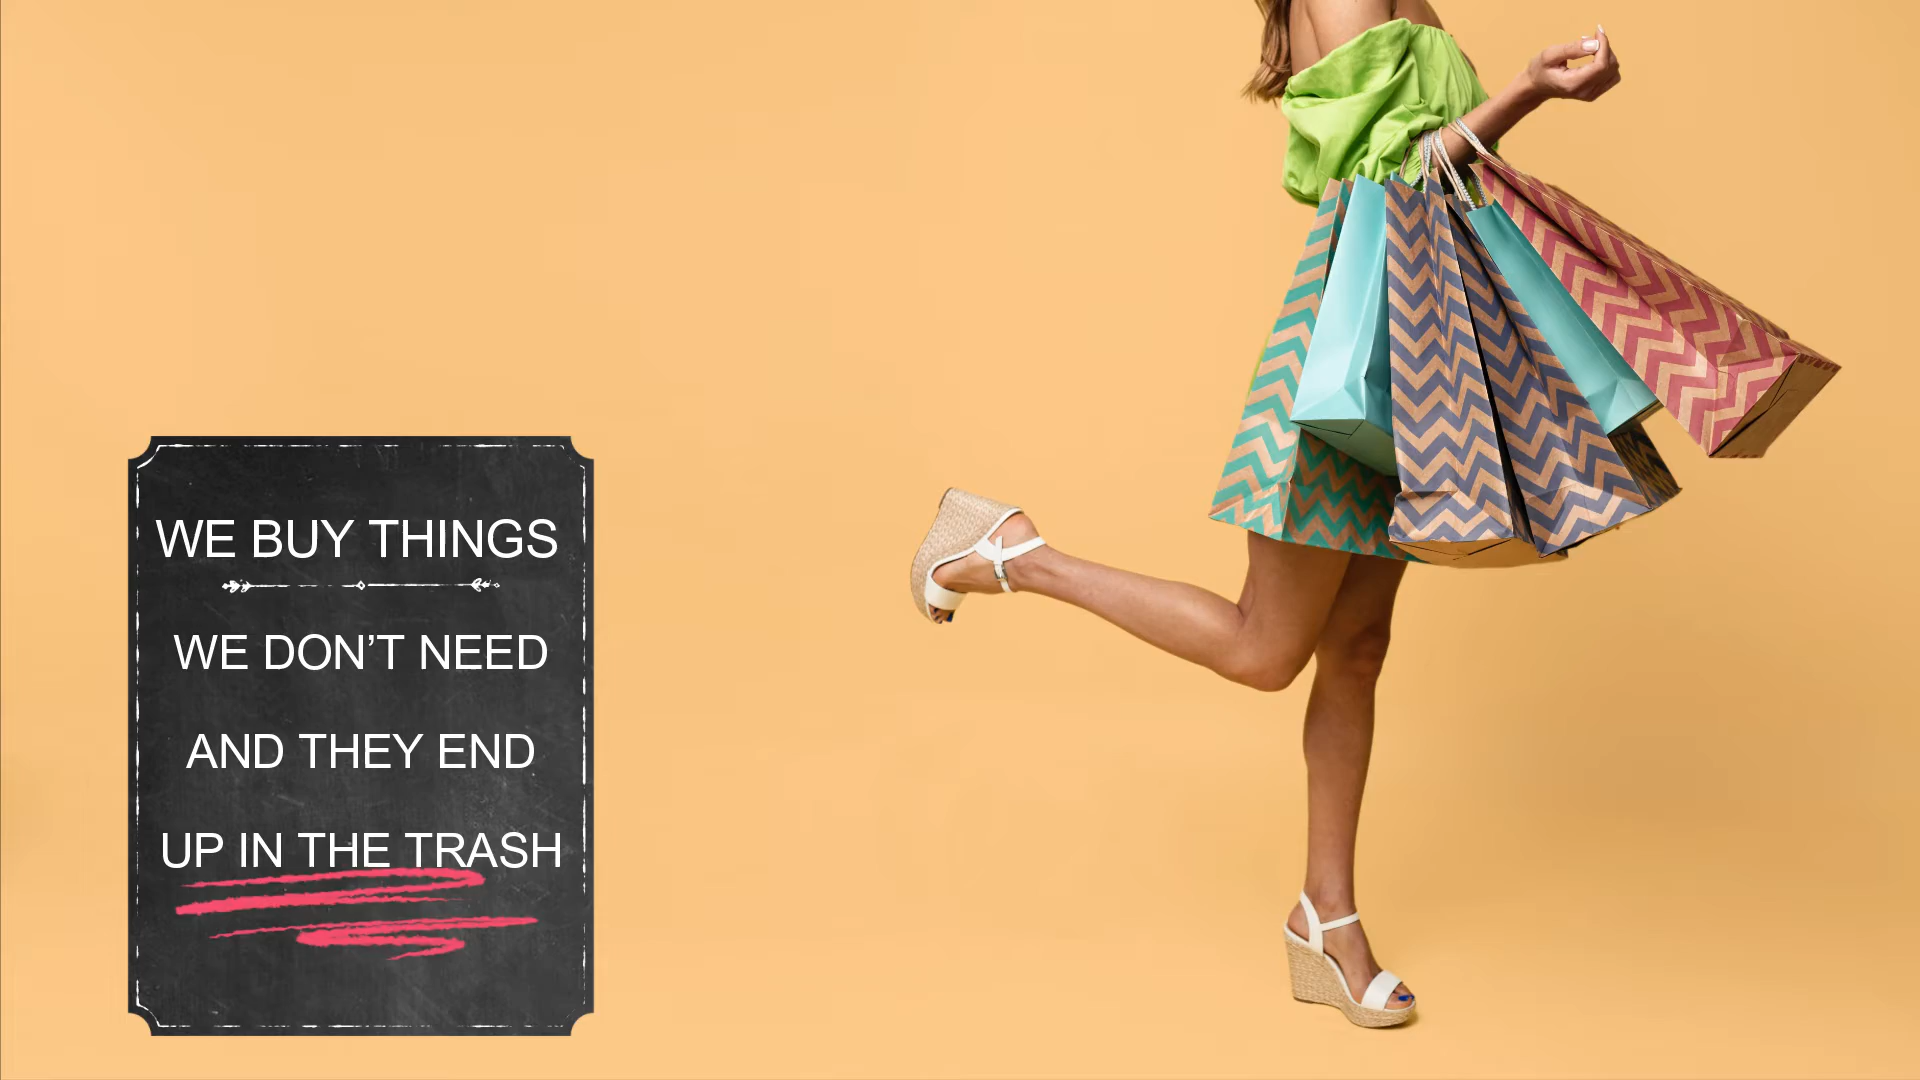 WE BUY THINGS
WE DON’T NEED
AND THEY END
UP IN THE TRASH